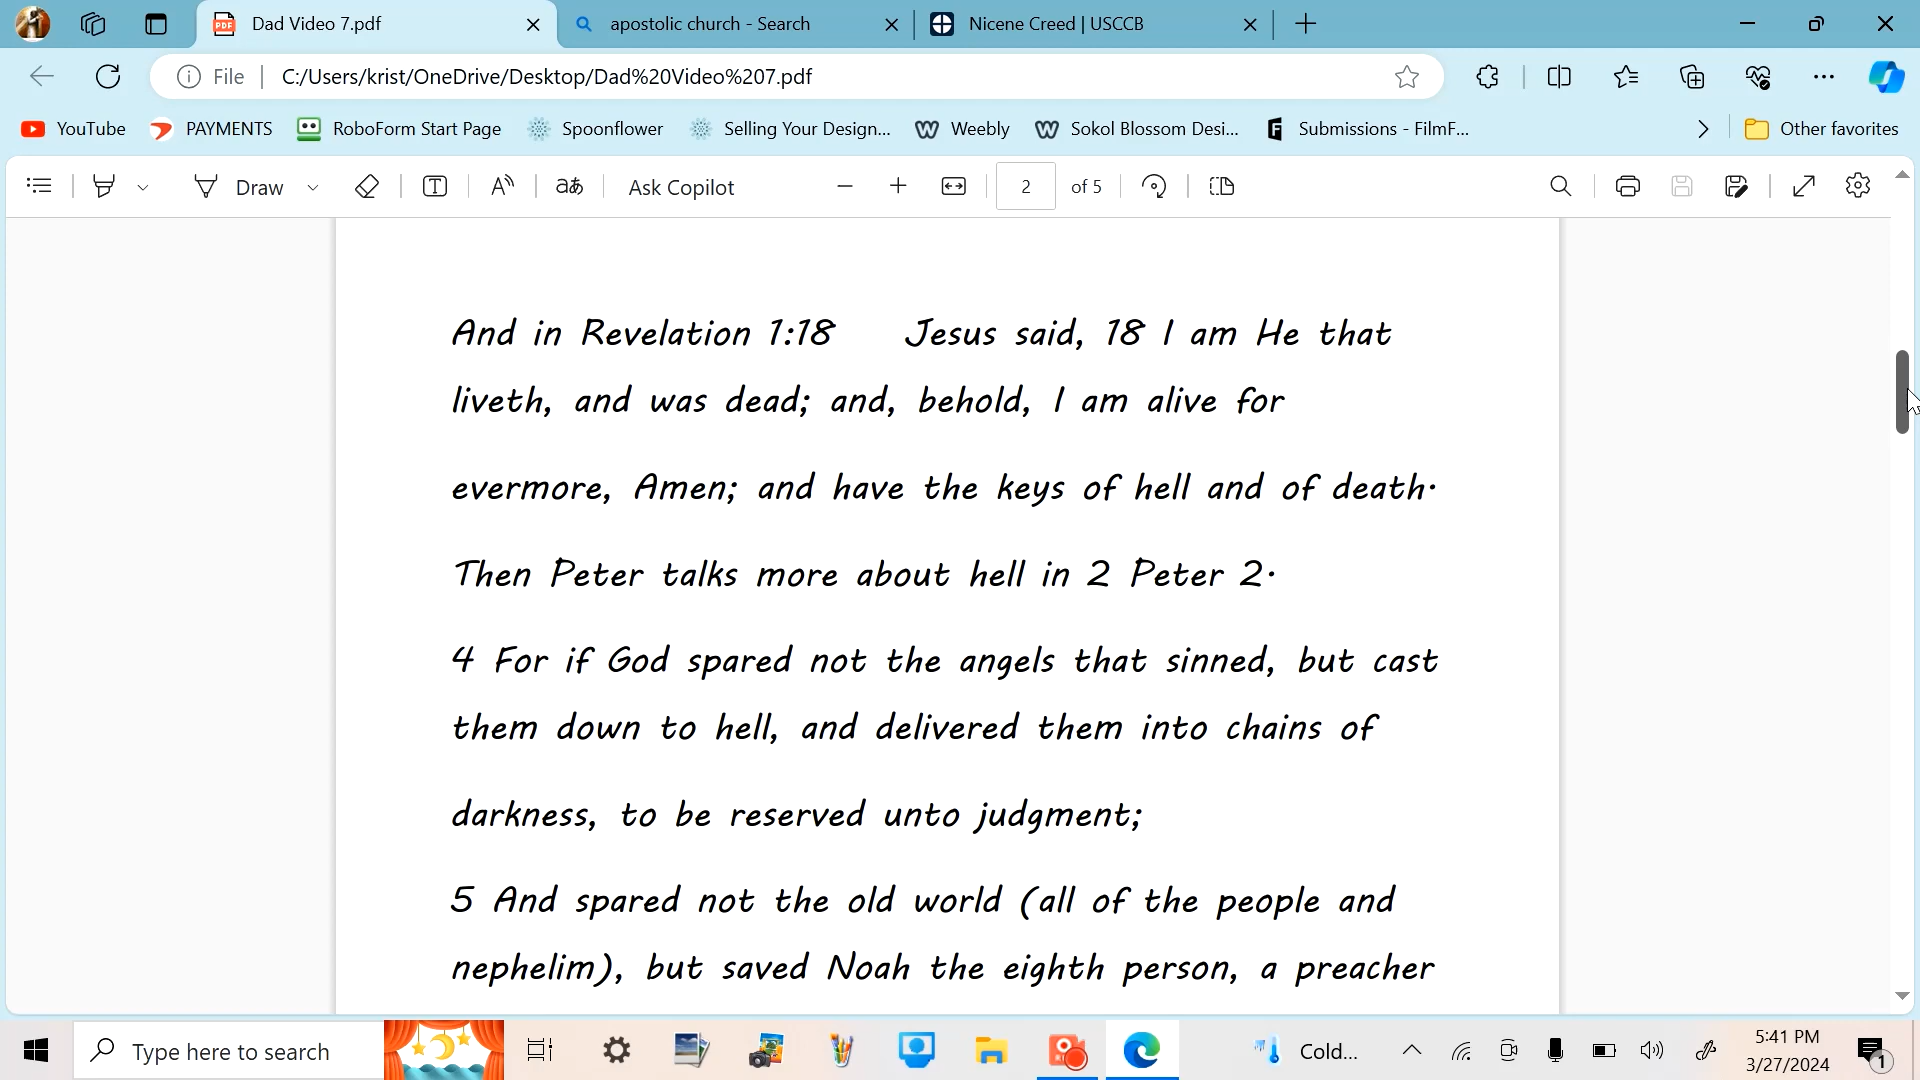 Dad Video 7.pdf
apostolic church - Search
Nicene Creed | USCCB
File
C:/Users/krist/OneDrive/Desktop/Dad%20Video%207.pdf
YouTube
PAYMENTS
RoboForm Start Page
Spoonflower
Selling Your Design...
Weebly
Sokol Blossom Desi...
Submissions - FilmF...
Other favorites
Draw
Ask Copilot
2
of 5
And in Revelation 1:18 Jesus said, 18 I am He that
liveth, and was dead; and, behold, I am alive for
evermore, Amen; and have the keys of hell and of death.
Then Peter talks more about hell in 2 Peter 2.
4 For if God spared not the angels that sinned, but cast
them down to hell, and delivered them into chains of
darkness, to be reserved unto judgment;
5 And spared not the old world (all of the people and
nephelim), but saved Noah the eighth person, a preacher
Type here to search
Cold...
5:41 PM
3/27/2024
1